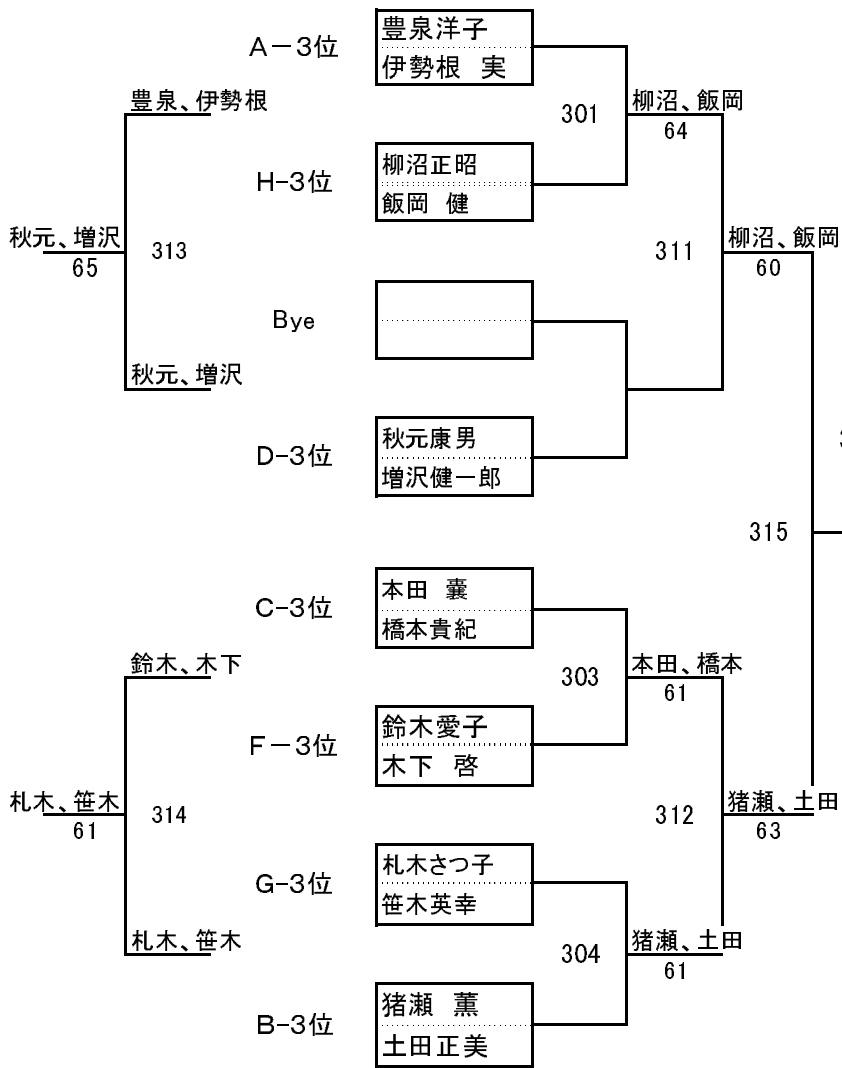 豊泉洋子
A－3位
伊勢根　実
豊泉、伊勢根
301
柳沼、飯岡
64
柳沼正昭
H-3位
飯岡　健
秋元、増沢
65
313
311
柳沼、飯岡
60
Bye
秋元、増沢
秋元康男
D-3位
増沢健一郎
315
本田　嚢
C-3位
橋本貴紀
鈴木、木下
303
本田、橋本
61
鈴木愛子
F－3位
木下　啓
札木、笹木
61
314
312
猪瀬、土田
63
札木さつ子
G-3位
笹木英幸
札木、笹木
304
猪瀬、土田
61
猪瀬　薫
B-3位
土田正美